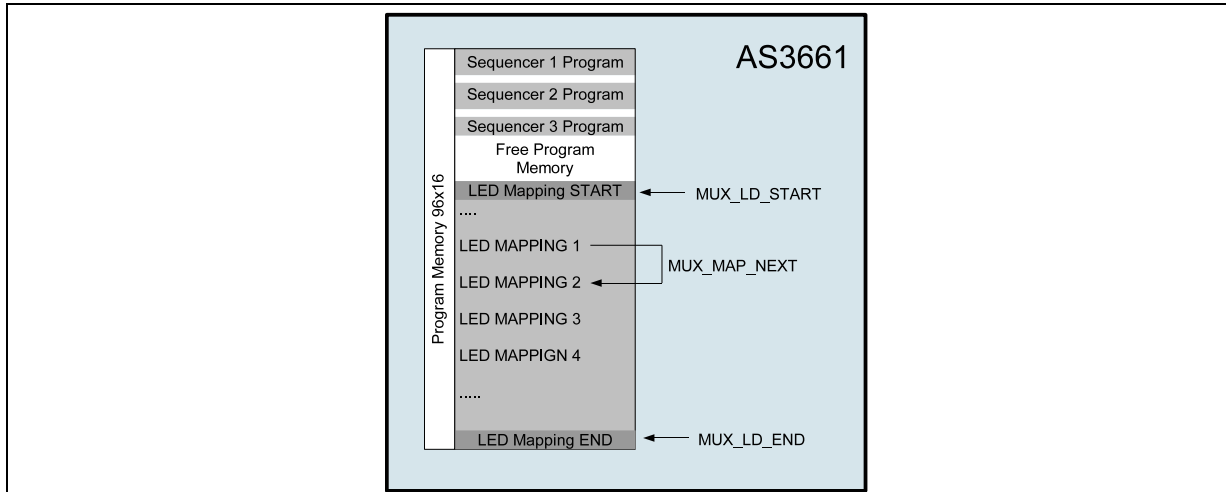 AS3661
Sequencer 1 Program
Sequencer 2 Program
Sequencer 3 Program
Free Program
Memory
Program Memory 96x16
LED Mapping START
MUX_LD_START
....
LED MAPPING 1
MUX_MAP_NEXT
LED MAPPING 2
LED MAPPING 3
LED MAPPIGN 4
.....
LED Mapping END
MUX_LD_END